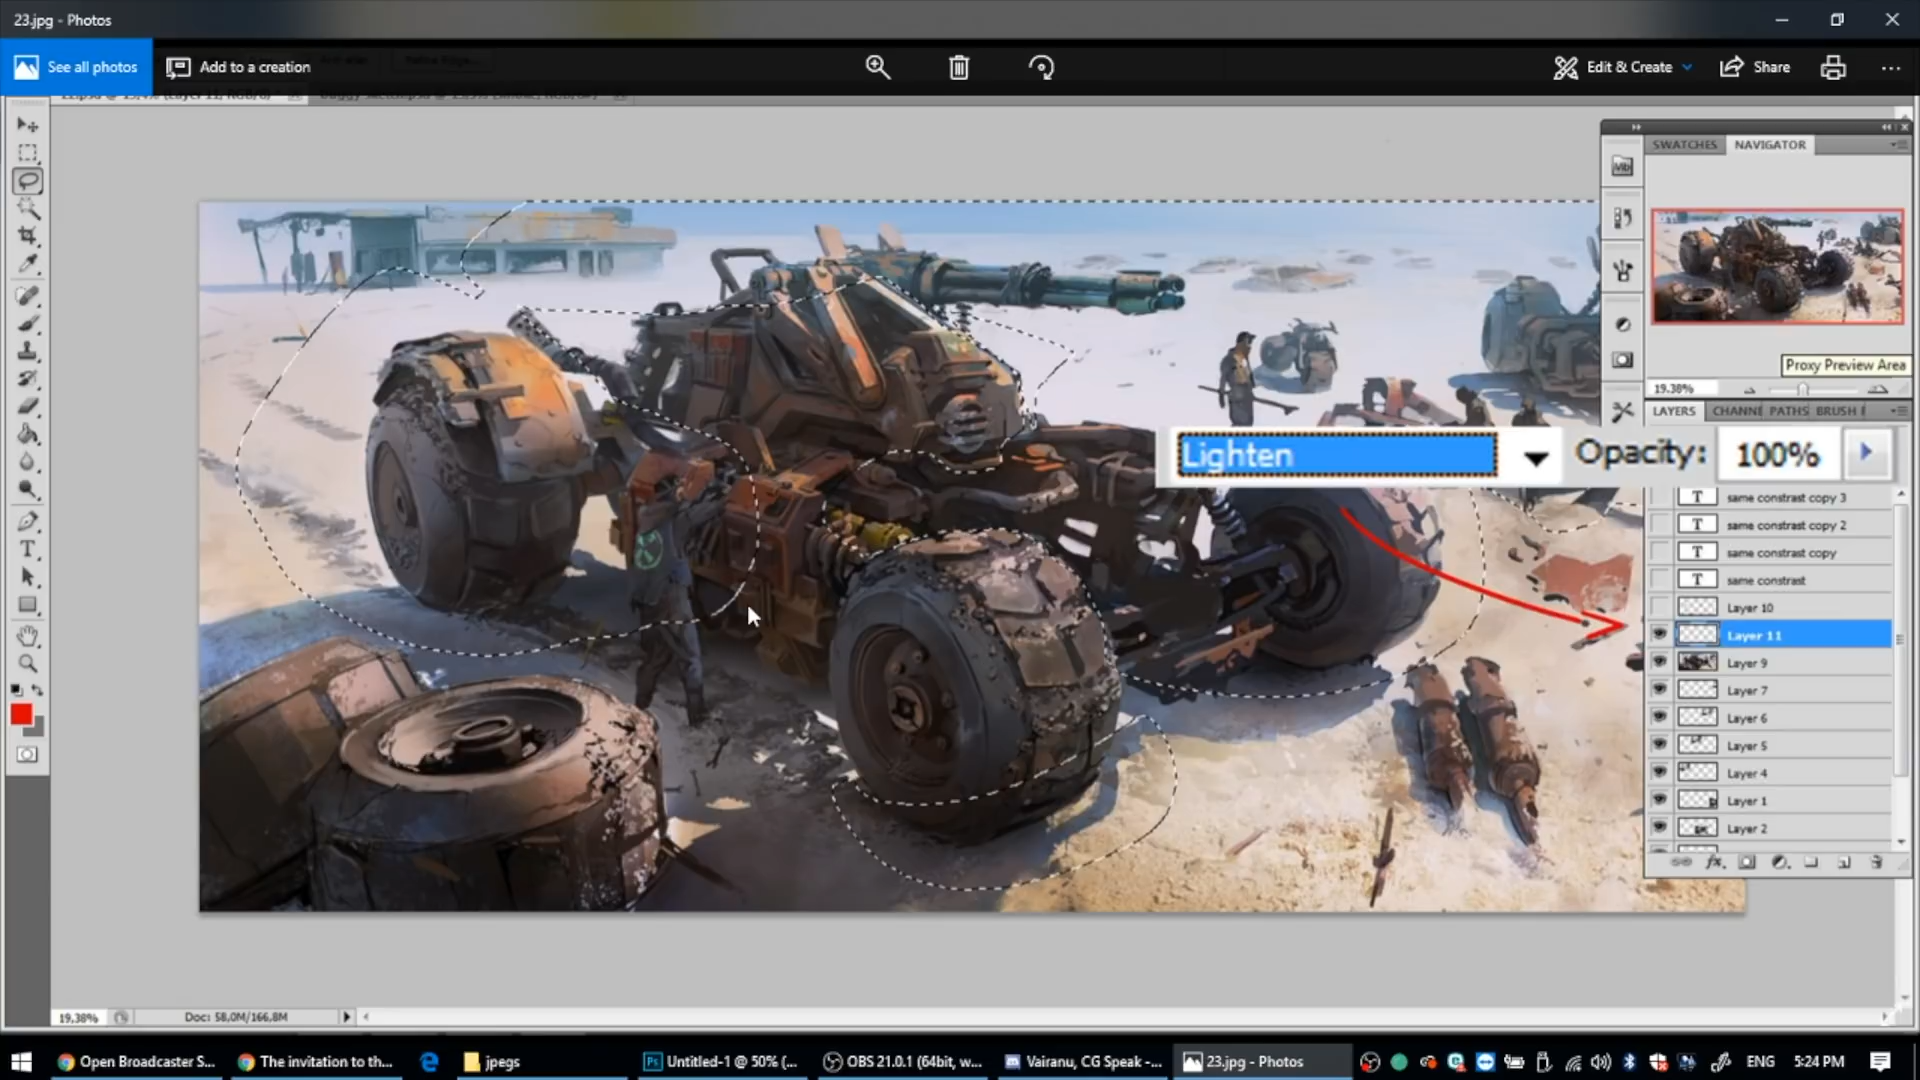 23.jpg - Photos
See all photos
Add to a creation
Edit & Create
Share
SWATCHES
NAVIGATOR
Proxy Preview Area
19.38%
LAYERS
CHANNE
PATHS
BRUSH
Lighten
Opacity:
100%
same constrast copy 3
same constrast copy 2
same constrast copy
same constrast
Layer 10
Layer 11
Layer 9
Layer 7
Layer 6
Layer 5
Layer 4
Layer 1
Layer 2
19,38%
Doc: 58,0M/166,8M
Open Broadcaster S...
The invitation to th...
jpegs
Untitled-1 @ 50% (...
OBS 21.0.1 (64bit, w...
Vairanu, CG Speak -...
23.jpg - Photos
ENG
5:24 PM